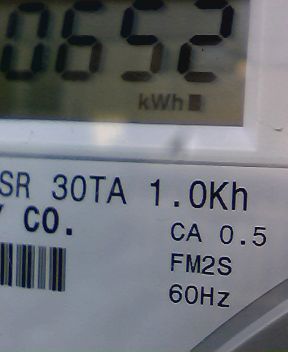 0652
kWh
SR 30TA 1.0Kh
Y CO.
CA 0.5
FM2S
60Hz